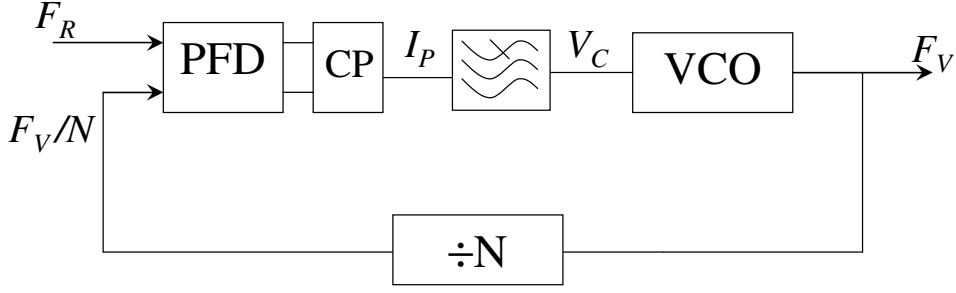 F_R
PFD
CP
I_P
V_C
VCO
F_V
F_V/N
÷N